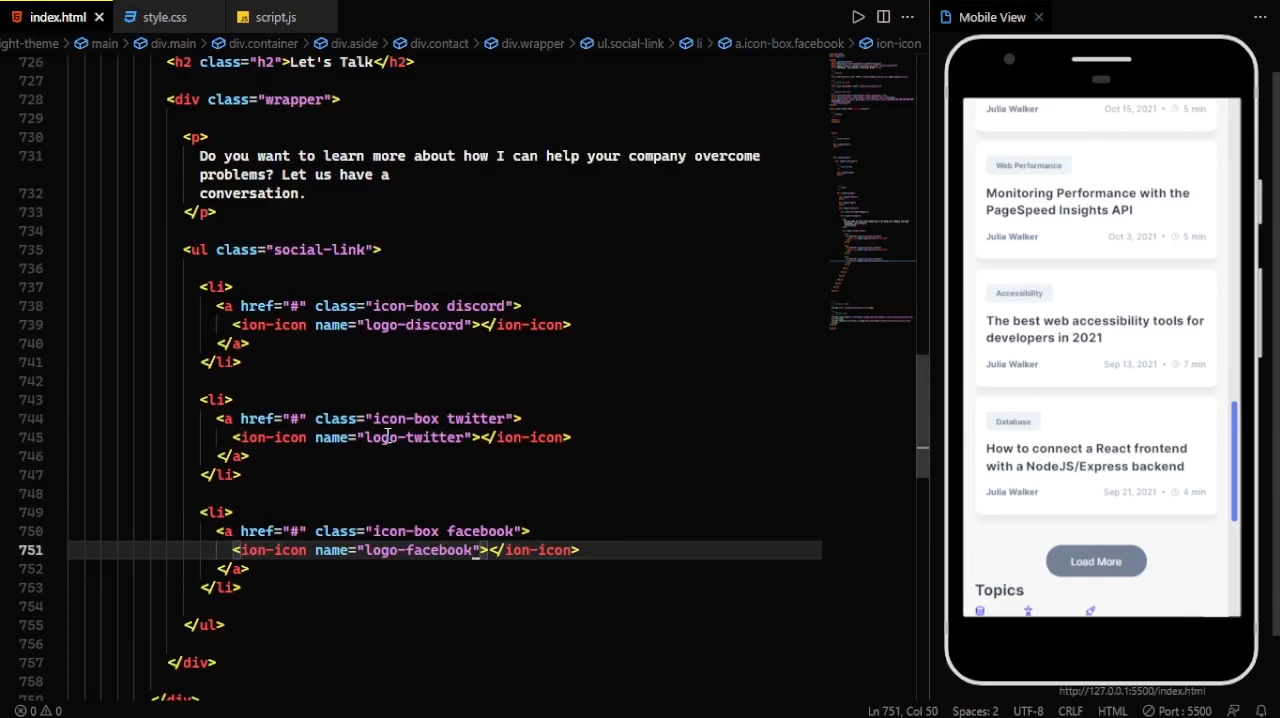 index.html
style.css
script.js
Mobile View
ight-theme > main > div.main > div.container > div.aside > div.contact > div.wrapper > ul.social-link > li > a.icon-box.facebook > ion-icon
726 <h2 class="h2">Let's Talk</h2>
727
728 <div class="wrapper">
729
730 <p>
731 Do you want to learn more about how I can help your company overcome
problems? Let us have a
732 conversation.
733 </p>
734
735 <ul class="social-link">
736
737 <li>
738 <a href="#" class="icon-box discord">
739 <ion-icon name="logo-discord"></ion-icon>
740 </a>
741 </li>
742
743 <li>
744 <a href="#" class="icon-box twitter">
745 <ion-icon name="logo-twitter"></ion-icon>
746 </a>
747 </li>
748
749 <li>
750 <a href="#" class="icon-box facebook">
751 <ion-icon name="logo-facebook"></ion-icon>
752 </a>
753 </li>
754
755 </ul>
756
757 </div>
758
759 </div>
Julia Walker Oct 15, 2021 • 5 min
Web Performance
Monitoring Performance with the
PageSpeed Insights API
Julia Walker Oct 3, 2021 • 5 min
Accessibility
The best web accessibility tools for
developers in 2021
Julia Walker Sep 13, 2021 • 7 min
Database
How to connect a React frontend
with a NodeJS/Express backend
Julia Walker Sep 21, 2021 • 4 min
Load More
Topics
http://127.0.0.1:5500/index.html
0 0 Ln 751, Col 50 Spaces: 2 UTF-8 CRLF HTML Port : 5500